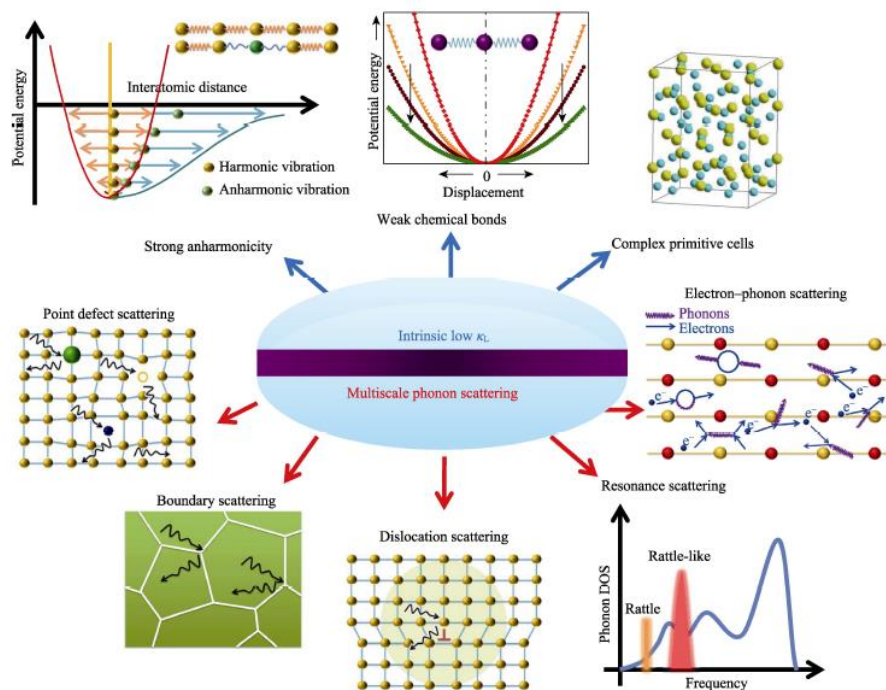 Potential energy
Interatomic distance
Harmonic vibration
Anharmonic vibration
Strong anharmonicity
Potential energy
0
Displacement
Weak chemical bonds
Complex primitive cells
Intrinsic low κL
Multiscale phonon scattering
Point defect scattering
Electron–phonon scattering
Phonons
Electrons
e⁻
e⁻
e⁻
e⁻
e⁻
Boundary scattering
Dislocation scattering
Resonance scattering
Phonon DOS
Rattle-like
Rattle
Frequency